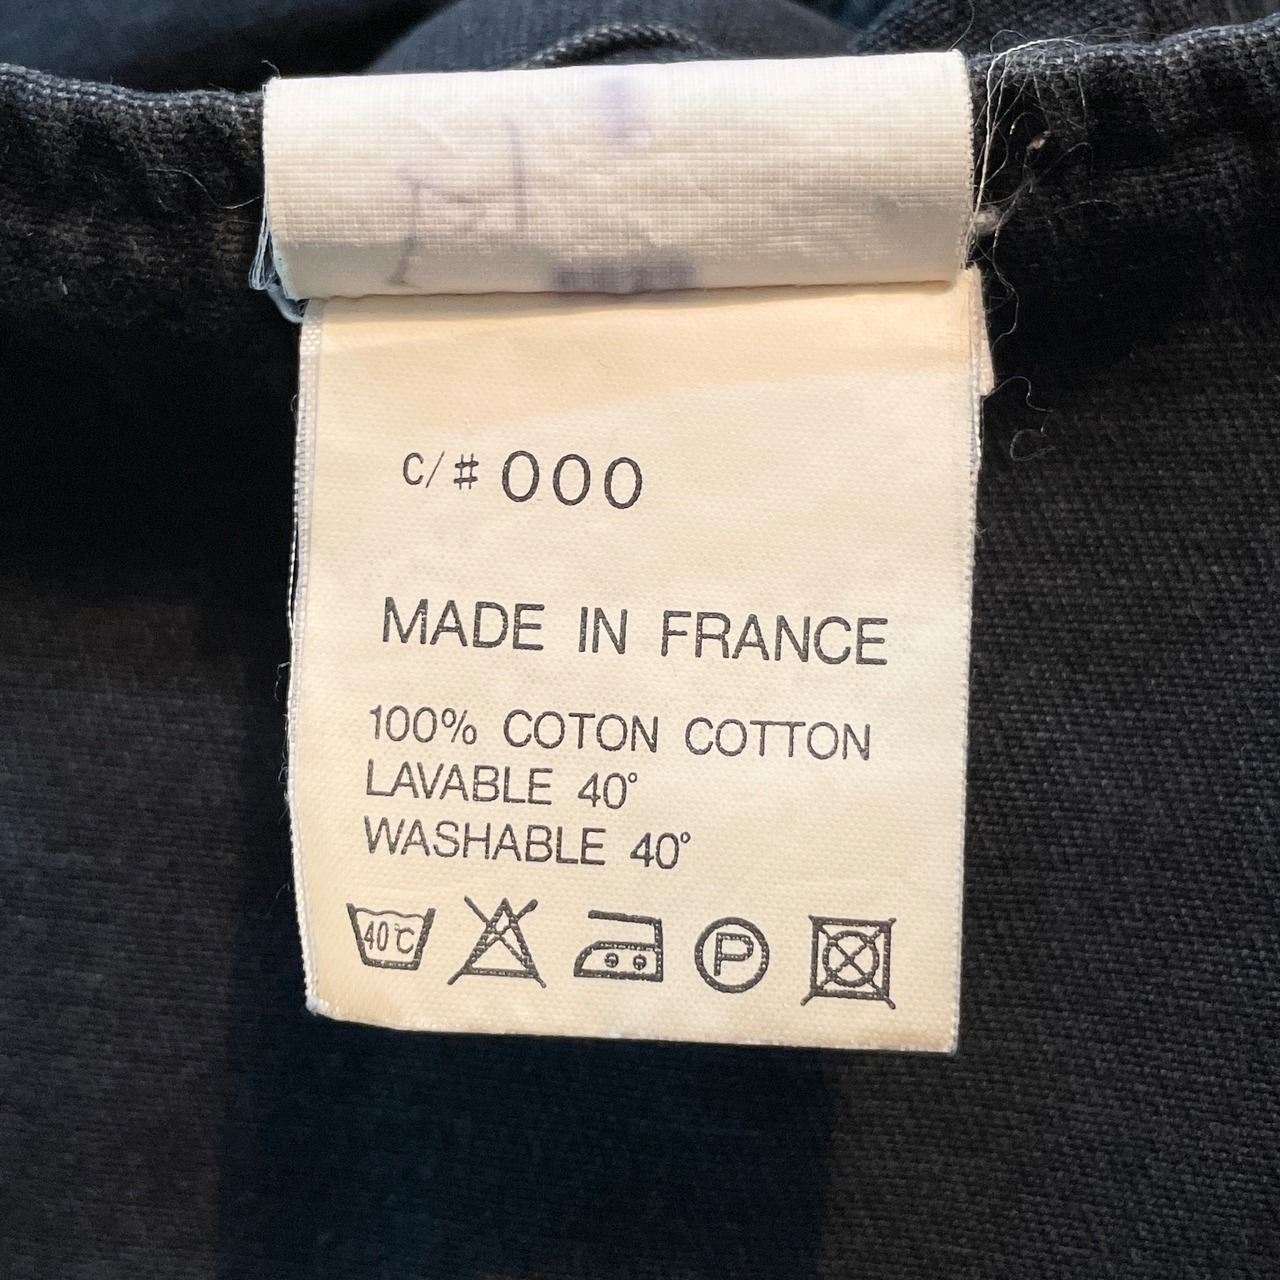 c/# 000
MADE IN FRANCE
100% COTON COTTON
LAVABLE 40°
WASHABLE 40°
40°C
P